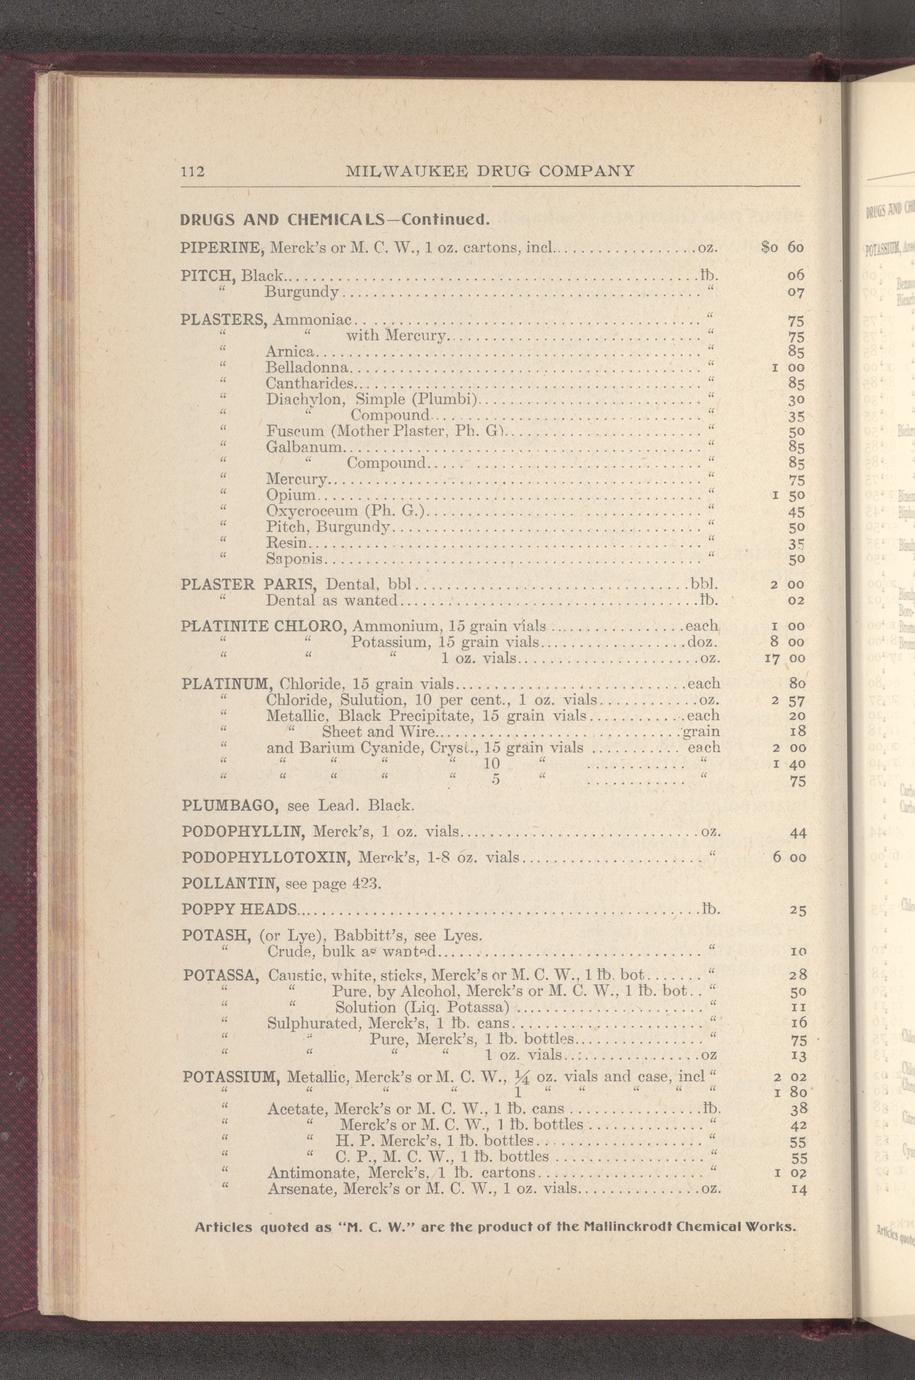 112 MILWAUKEE DRUG COMPANY
DRUGS AND CHEMICALS—Continued.
PIPERINE, Merck's or M. C. W., 1 oz. cartons, incl.................oz. $0 60
PITCH, Black.................lb. 06
“ Burgundy................. “ 07
PLASTERS, Ammoniac................. “ 75
“ “ with Mercury................. “ 75
“ Arnica................. “ 85
“ Belladonna................. “ 1 00
“ Cantharides................. “ 85
“ Diachylon, Simple (Plumbi)................. “ 30
“ “ Compound................. “ 35
“ Fuscum (Mother Plaster, Ph. G)................. “ 50
“ Galbanum................. “ 85
“ “ Compound................. “ 85
“ Mercury................. “ 75
“ Opium................. “ 1 50
“ Oxycroceum (Ph. G.)................. “ 45
“ Pitch, Burgundy................. “ 50
“ Resin................. “ 35
“ Saponis................. “ 50
PLASTER PARIS, Dental, bbl.................bbl. 2 00
“ Dental as wanted.................lb. 02
PLATINITE CHLORO, Ammonium, 15 grain vials .................each 1 00
“ “ Potassium, 15 grain vials.................doz. 8 00
“ “ “ 1 oz. vials.................oz. 17 00
PLATINUM, Chloride, 15 grain vials.................each 80
“ Chloride, Sulution, 10 per cent., 1 oz. vials............oz. 2 57
“ Metallic, Black Precipitate, 15 grain vials............each 20
“ “ Sheet and Wire.................grain 18
“ and Barium Cyanide, Cryst., 15 grain vials ........... each 2 00
“ “ “ “ “ 10 “ ............ “ 1 40
“ “ “ “ “ 5 “ ............ “ 75
PLUMBAGO, see Lead. Black.
PODOPHYLLIN, Merck's, 1 oz. vials.................oz. 44
PODOPHYLLOTOXIN, Merck's, 1-8 oz. vials................. “ 6 00
POLLANTIN, see page 423.
POPPY HEADS.................lb. 25
POTASH, (or Lye), Babbitt's, see Lyes.
“ Crude, bulk as wanted................. “ 10
POTASSA, Caustic, white, sticks, Merck's or M. C. W., 1 lb. bot....... “ 28
“ “ Pure, by Alcohol, Merck's or M. C. W., 1 lb. bot.. “ 50
“ “ Solution (Liq. Potassa) ................. “ 11
“ Sulphurated, Merck's, 1 lb. cans................. “ 16
“ “ Pure, Merck's, 1 lb. bottles................. “ 75
“ “ “ “ 1 oz. vials.................oz 13
POTASSIUM, Metallic, Merck's or M. C. W., ¼ oz. vials and case, incl “ 2 02
“ “ “ “ 1 “ “ “ “ “ 1 80
“ Acetate, Merck's or M. C. W., 1 lb. cans .................lb. 38
“ “ Merck's or M. C. W., 1 lb. bottles .............. “ 42
“ “ H. P. Merck's, 1 lb. bottles................. “ 55
“ “ C. P., M. C. W., 1 lb. bottles ................. “ 55
“ Antimonate, Merck's, 1 lb. cartons................. “ 1 02
“ Arsenate, Merck's or M. C. W., 1 oz. vials...............oz. 14
Articles quoted as "M. C. W." are the product of the Mallinckrodt Chemical Works.